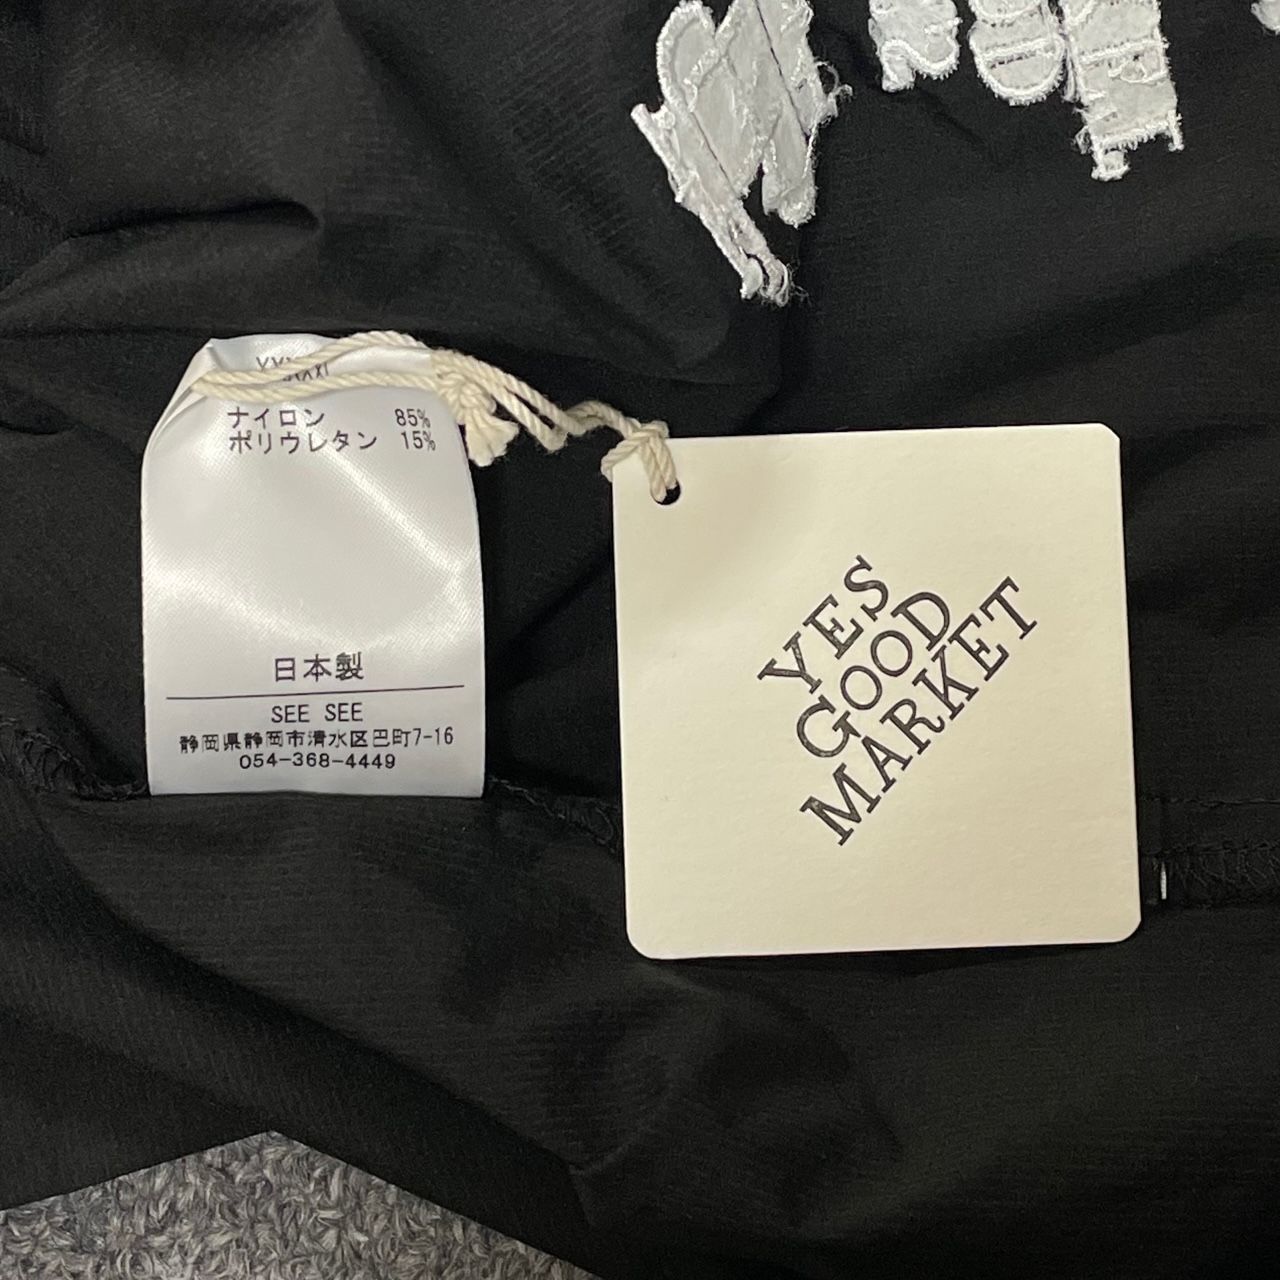 ナイロン 85%
ポリウレタン 15%
日本製
SEE SEE
静岡県静岡市清水区巴町7-16
054-368-4449
YES
GOOD
MARKET